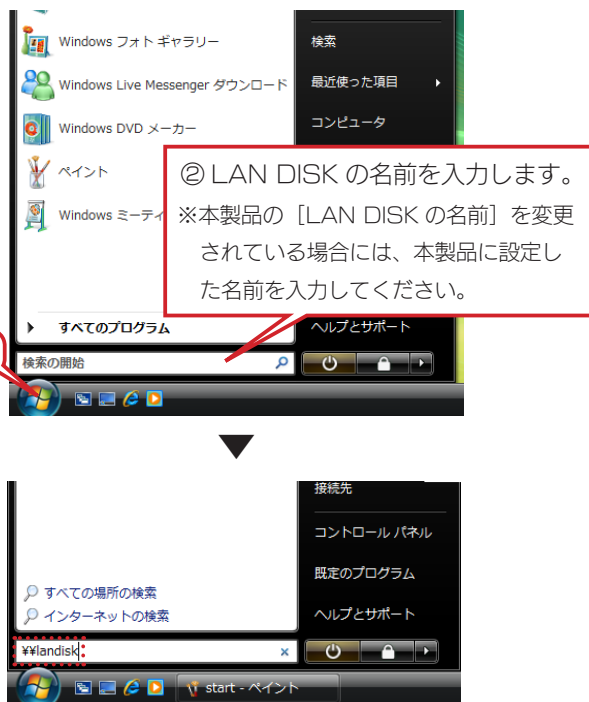 Windows フォト ギャラリー
検索
Windows Live Messenger ダウンロード
最近使った項目
Windows DVD メーカー
コンピュータ
ペイント
Windows ミーティ
② LAN DISK の名前を入力します。
※本製品の［LAN DISK の名前］を変更
されている場合には、本製品に設定し
た名前を入力してください。
すべてのプログラム
ヘルプとサポート
検索の開始
接続先
コントロール パネル
既定のプログラム
すべての場所の検索
インターネットの検索
ヘルプとサポート
¥¥landisk
start - ペイント